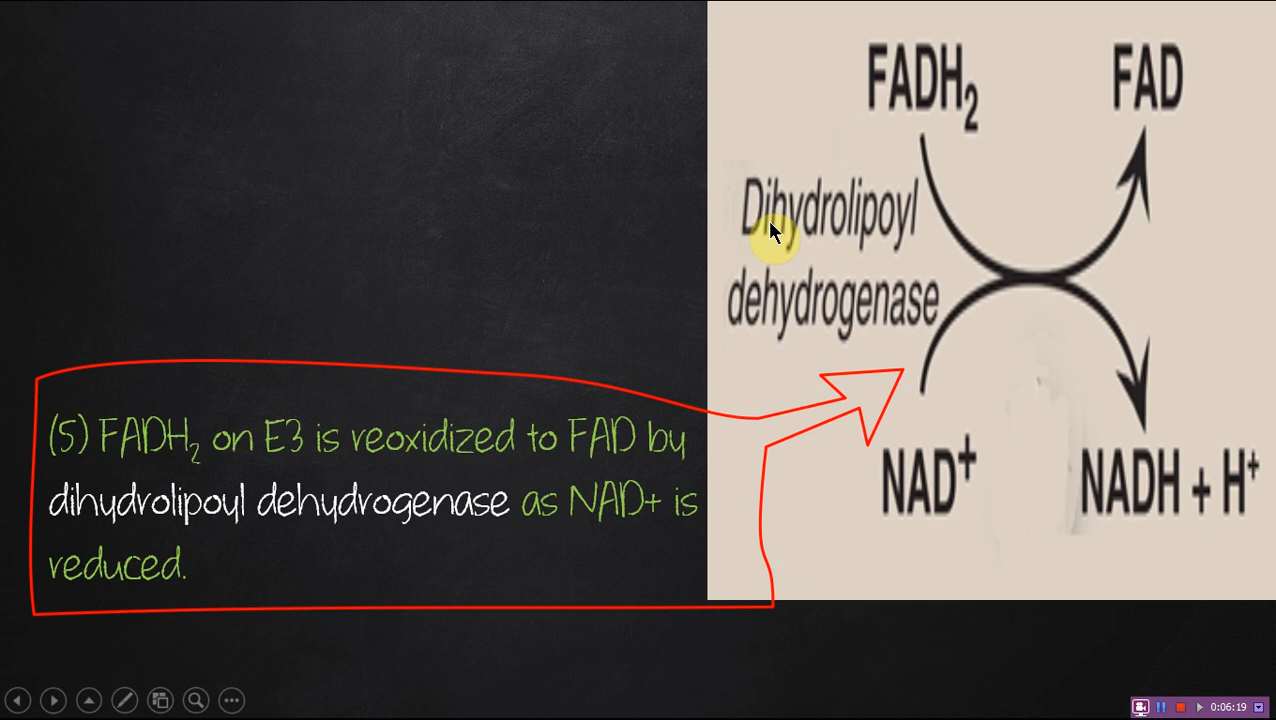 FADH₂ FAD
Dihydrolipoyl
dehydrogenase
NAD⁺ NADH + H⁺
(5) FADH₂ on E3 is reoxidized to FAD by
dihydrolipoyl dehydrogenase as NAD+ is
reduced.
0:06:19